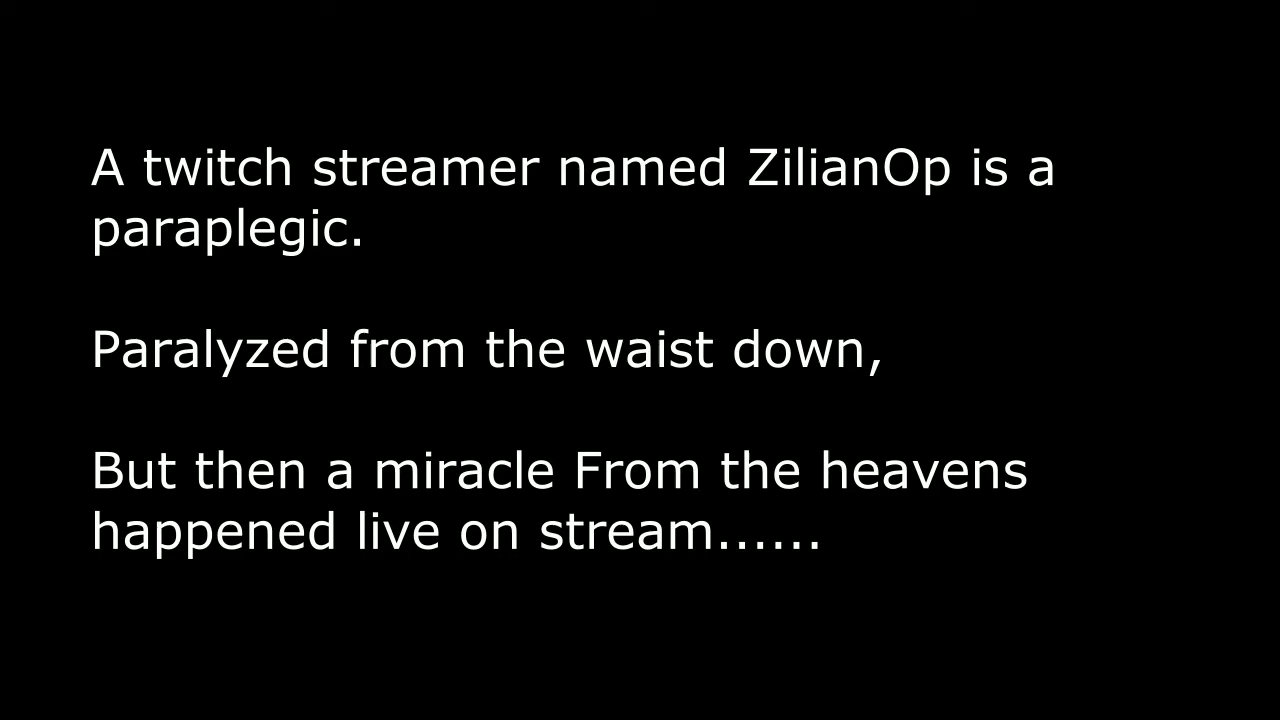 A twitch streamer named ZilianOp is a
paraplegic.
Paralyzed from the waist down,
But then a miracle From the heavens
happened live on stream......